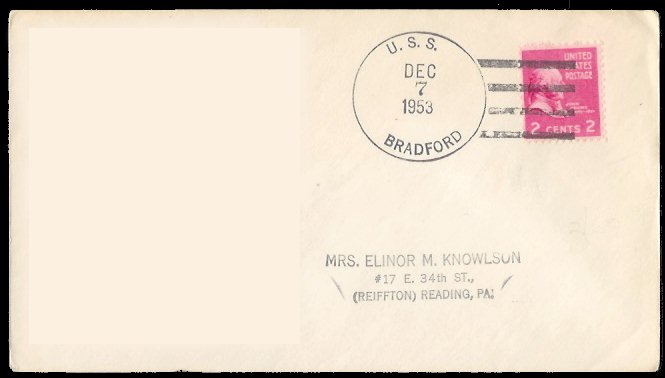 U. S. S.
DEC
7
1953
BRADFORD
UNITED
STATES
POSTAGE
2 CENTS 2
MRS. ELINOR M. KNOWLSON
#17 E. 34th ST.,
(REIFFTON) READING, PA.